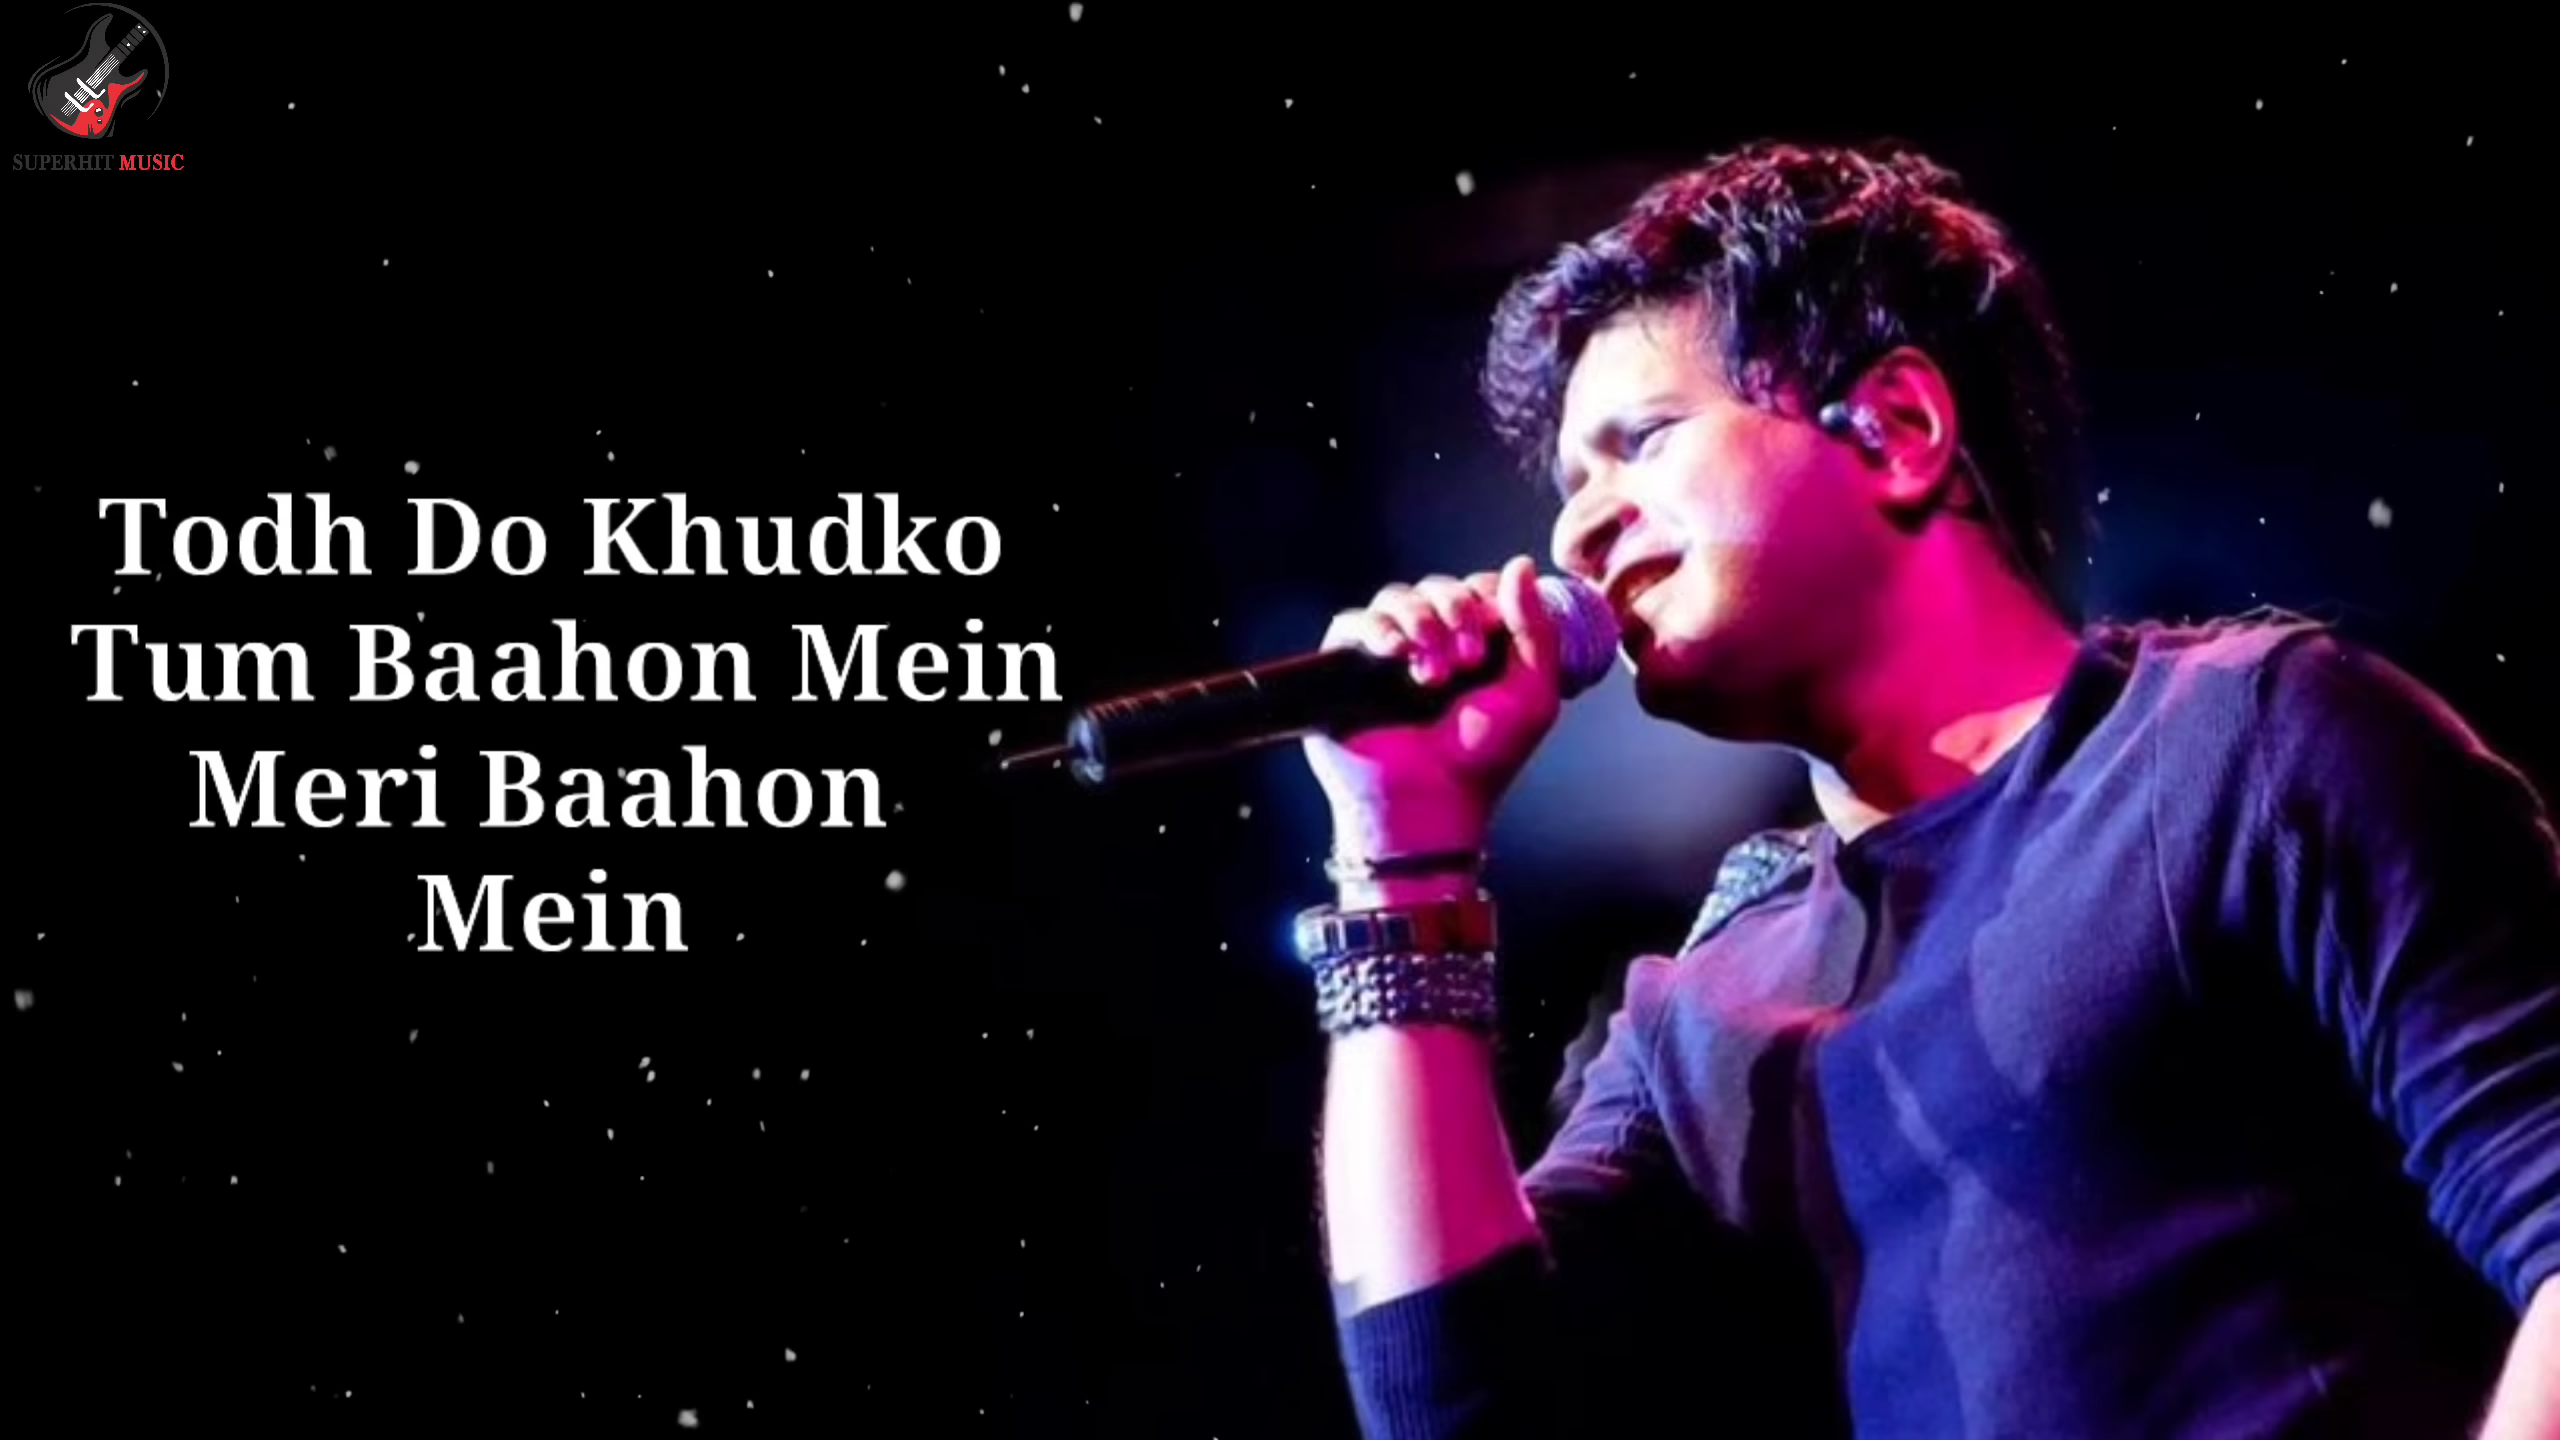 SUPERHIT MUSIC
Todh Do Khudko
Tum Baahon Mein
Meri Baahon
Mein